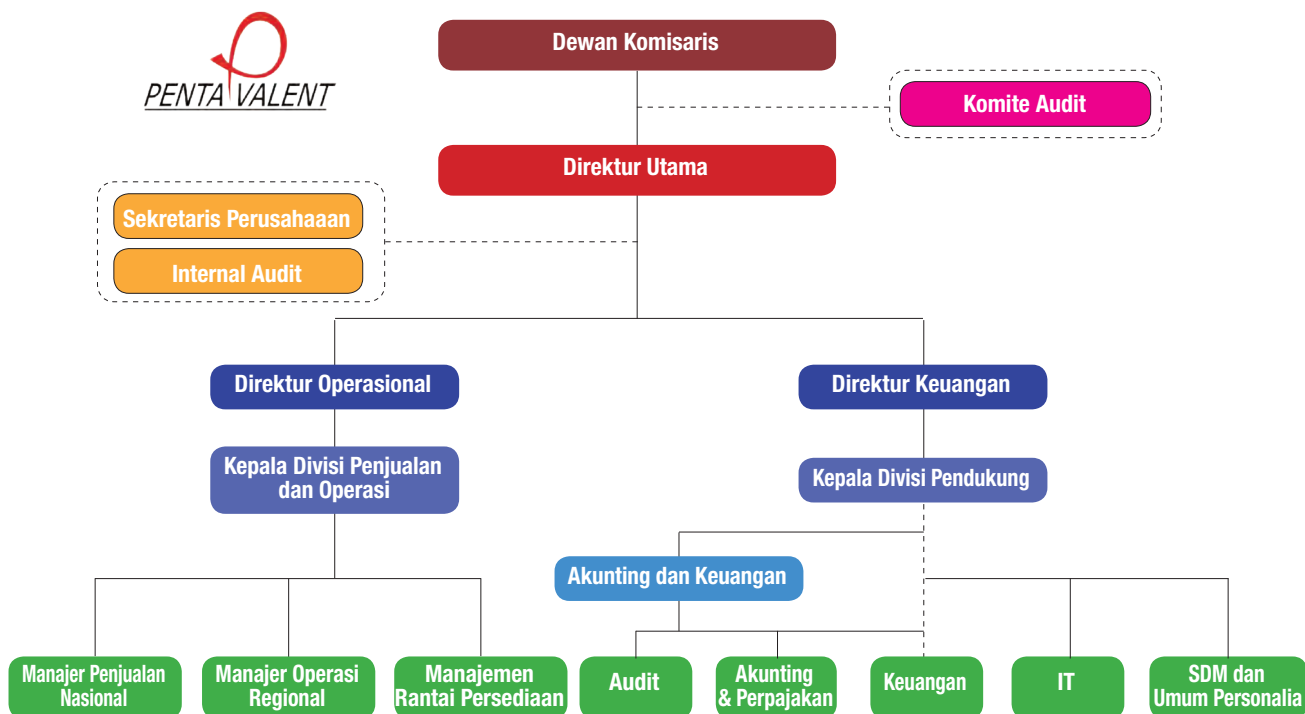 PENTA VALENT
Dewan Komisaris
Komite Audit
Direktur Utama
Sekretaris Perusahaaan
Internal Audit
Direktur Operasional
Direktur Keuangan
Kepala Divisi Penjualan
dan Operasi
Kepala Divisi Pendukung
Akunting dan Keuangan
Manajer Penjualan
Nasional
Manajer Operasi
Regional
Manajemen
Rantai Persediaan
Audit
Akunting
& Perpajakan
Keuangan
IT
SDM dan
Umum Personalia